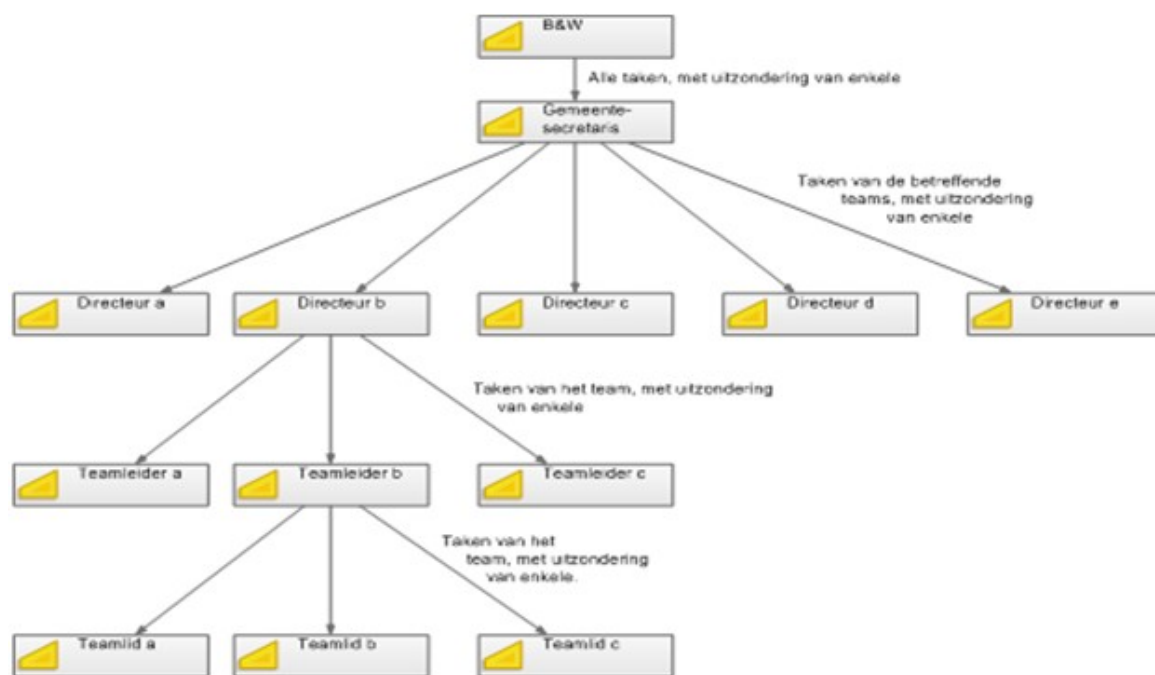 B&W
Alle taken, met uitzondering van enkele
Gemeente-
secretaris
Taken van de betreffende
teams, met uitzondering
van enkele
Directeur a
Directeur b
Directeur c
Directeur d
Directeur e
Taken van het team, met uitzondering
van enkele
Teamleider a
Teamleider b
Teamleider c
Taken van het
team, met uitzondering
van enkele.
Teamlid a
Teamlid b
Teamlid c